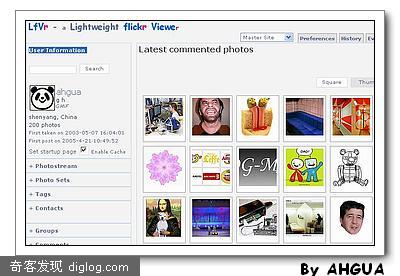 LfVr - a Lightweight flickr Viewer
Master Site
Preferences
History
User Information
Latest commented photos
Search
Square
Thum
ahgua
g h
GMT
shenyang, China
200 photos
First taken on 2003-05-07 16:04:01
First post on 2005-4-21-10:49:52
Set startup page
Enable Cache
+ Photostream
+ Photo Sets
+ Tags
+ Contacts
+ Groups
+ Comments
G-M
客友发现 diglog.com
By AHGUA